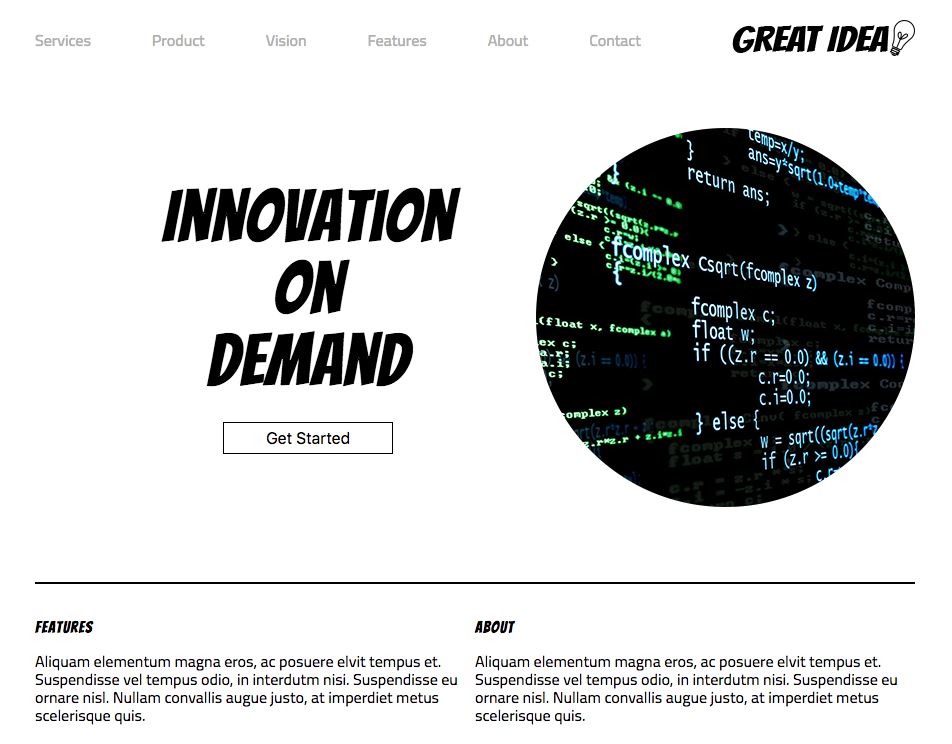 Services Product Vision Features About Contact GREAT IDEA
INNOVATION
ON
DEMAND
Get Started
temp=x/y;
}
ans=y*sqrt(1.0+temp*te
return ans;
else {
fcomplex Csqrt(fcomplex z)
{
fcomplex c;
(float x, fcomplex a)
float w;
if ((z.r == 0.0) && (z.i == 0.0)) {
c.r=0.0;
c.i=0.0;
complex z)
} else {
w = sqrt((sqrt(z.r*z
if (z.r >= 0.0){
FEATURES
Aliquam elementum magna eros, ac posuere elvit tempus et.
Suspendisse vel tempus odio, in interdutm nisi. Suspendisse eu
ornare nisl. Nullam convallis augue justo, at imperdiet metus
scelerisque quis.
ABOUT
Aliquam elementum magna eros, ac posuere elvit tempus et.
Suspendisse vel tempus odio, in interdutm nisi. Suspendisse eu
ornare nisl. Nullam convallis augue justo, at imperdiet metus
scelerisque quis.